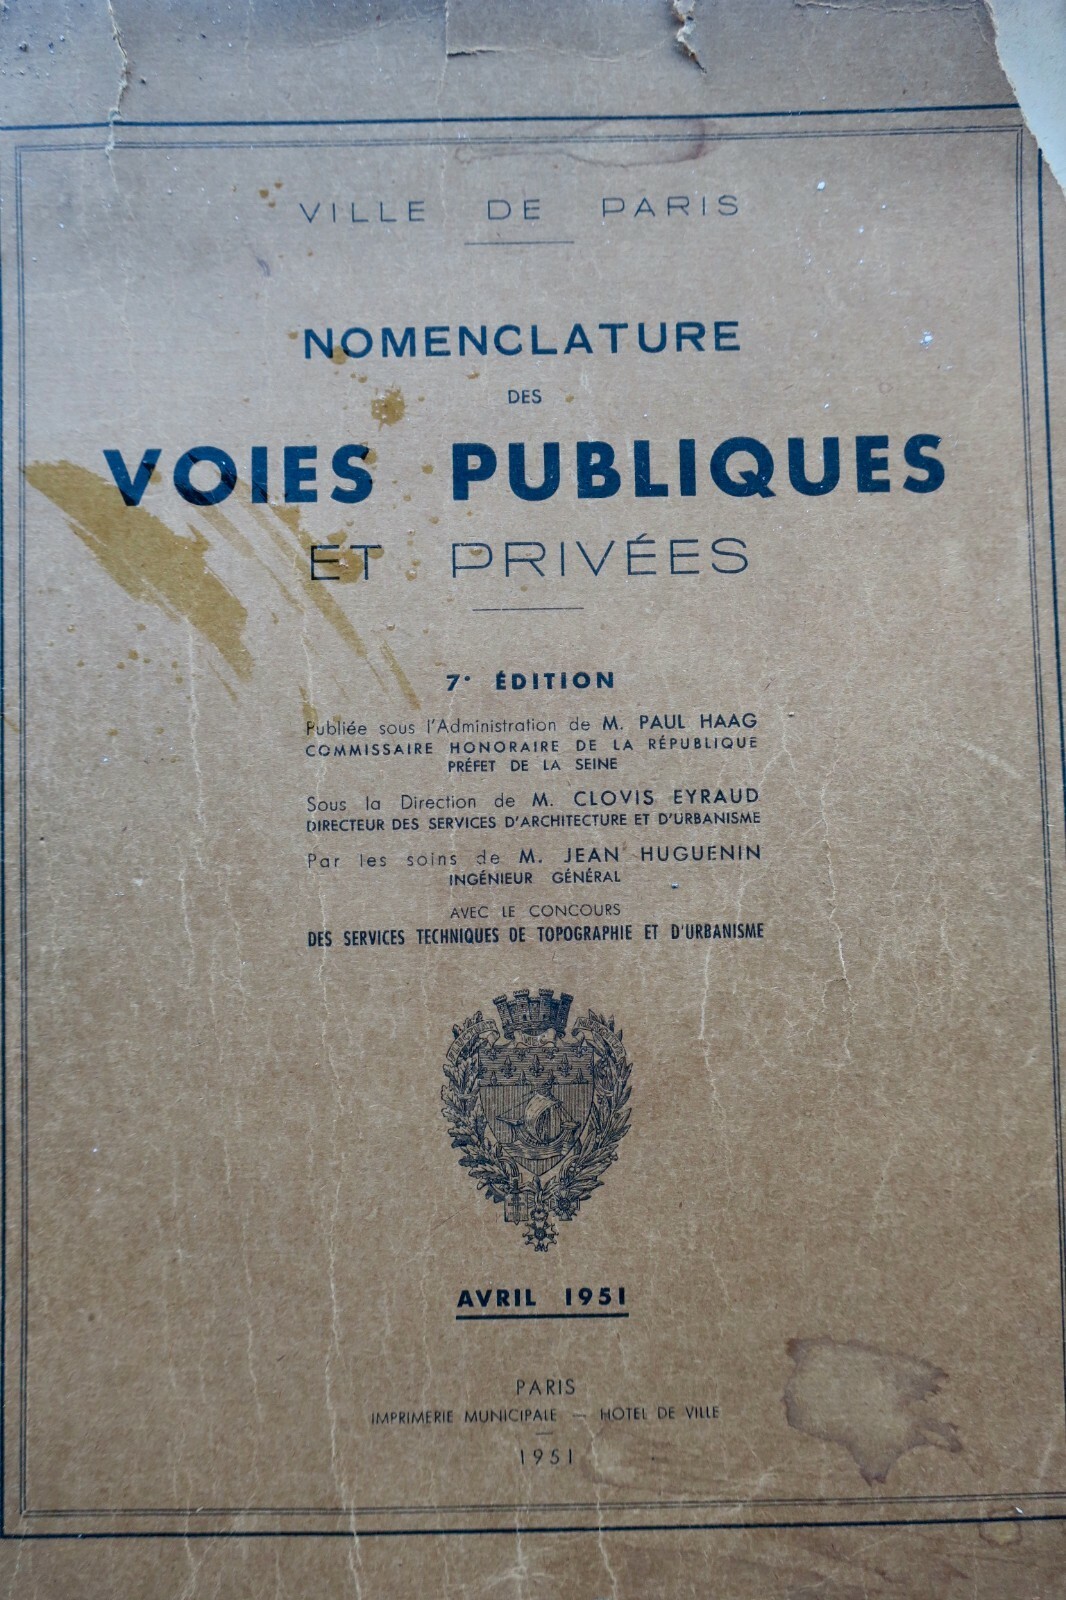 VILLE DE PARIS
NOMENCLATURE
DES
VOIES PUBLIQUES
ET PRIVÉES
7e ÉDITION
Publiée sous l'Administration de M. PAUL HAAG
COMMISSAIRE HONORAIRE DE LA RÉPUBLIQUE
PRÉFET DE LA SEINE
Sous la Direction de M. CLOVIS EYRAUD
DIRECTEUR DES SERVICES D'ARCHITECTURE ET D'URBANISME
Par les soins de M. JEAN HUGUENIN
INGÉNIEUR GÉNÉRAL
AVEC LE CONCOURS
DES SERVICES TECHNIQUES DE TOPOGRAPHIE ET D'URBANISME
AVRIL 1951
PARIS
IMPRIMERIE MUNICIPALE — HOTEL DE VILLE
1951